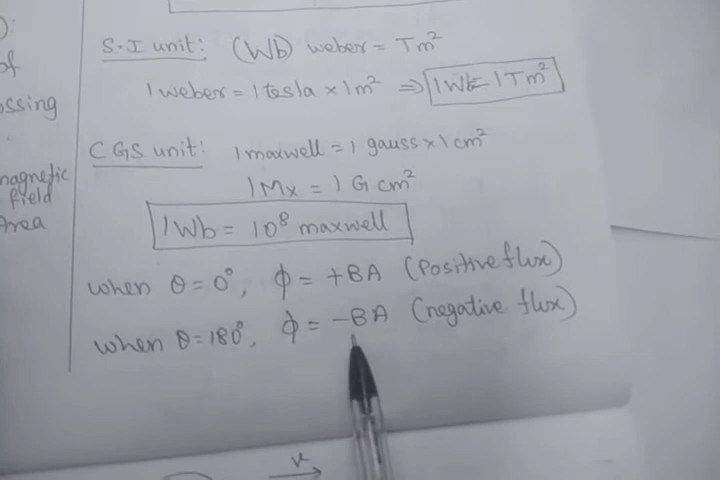 of
ossing
magnetic
field
Area
S.I unit: (Wb) weber = Tm²
1 weber = 1 tesla × 1 m² ⇒ 1 Wb = 1 Tm²
CGS unit: 1 maxwell = 1 gauss × 1 cm²
1 Mx = 1 G cm²
1 Wb = 10⁸ maxwell
when θ = 0°, ϕ = +BA (Positive flux)
when θ = 180°, ϕ = −BA (negative flux)
v